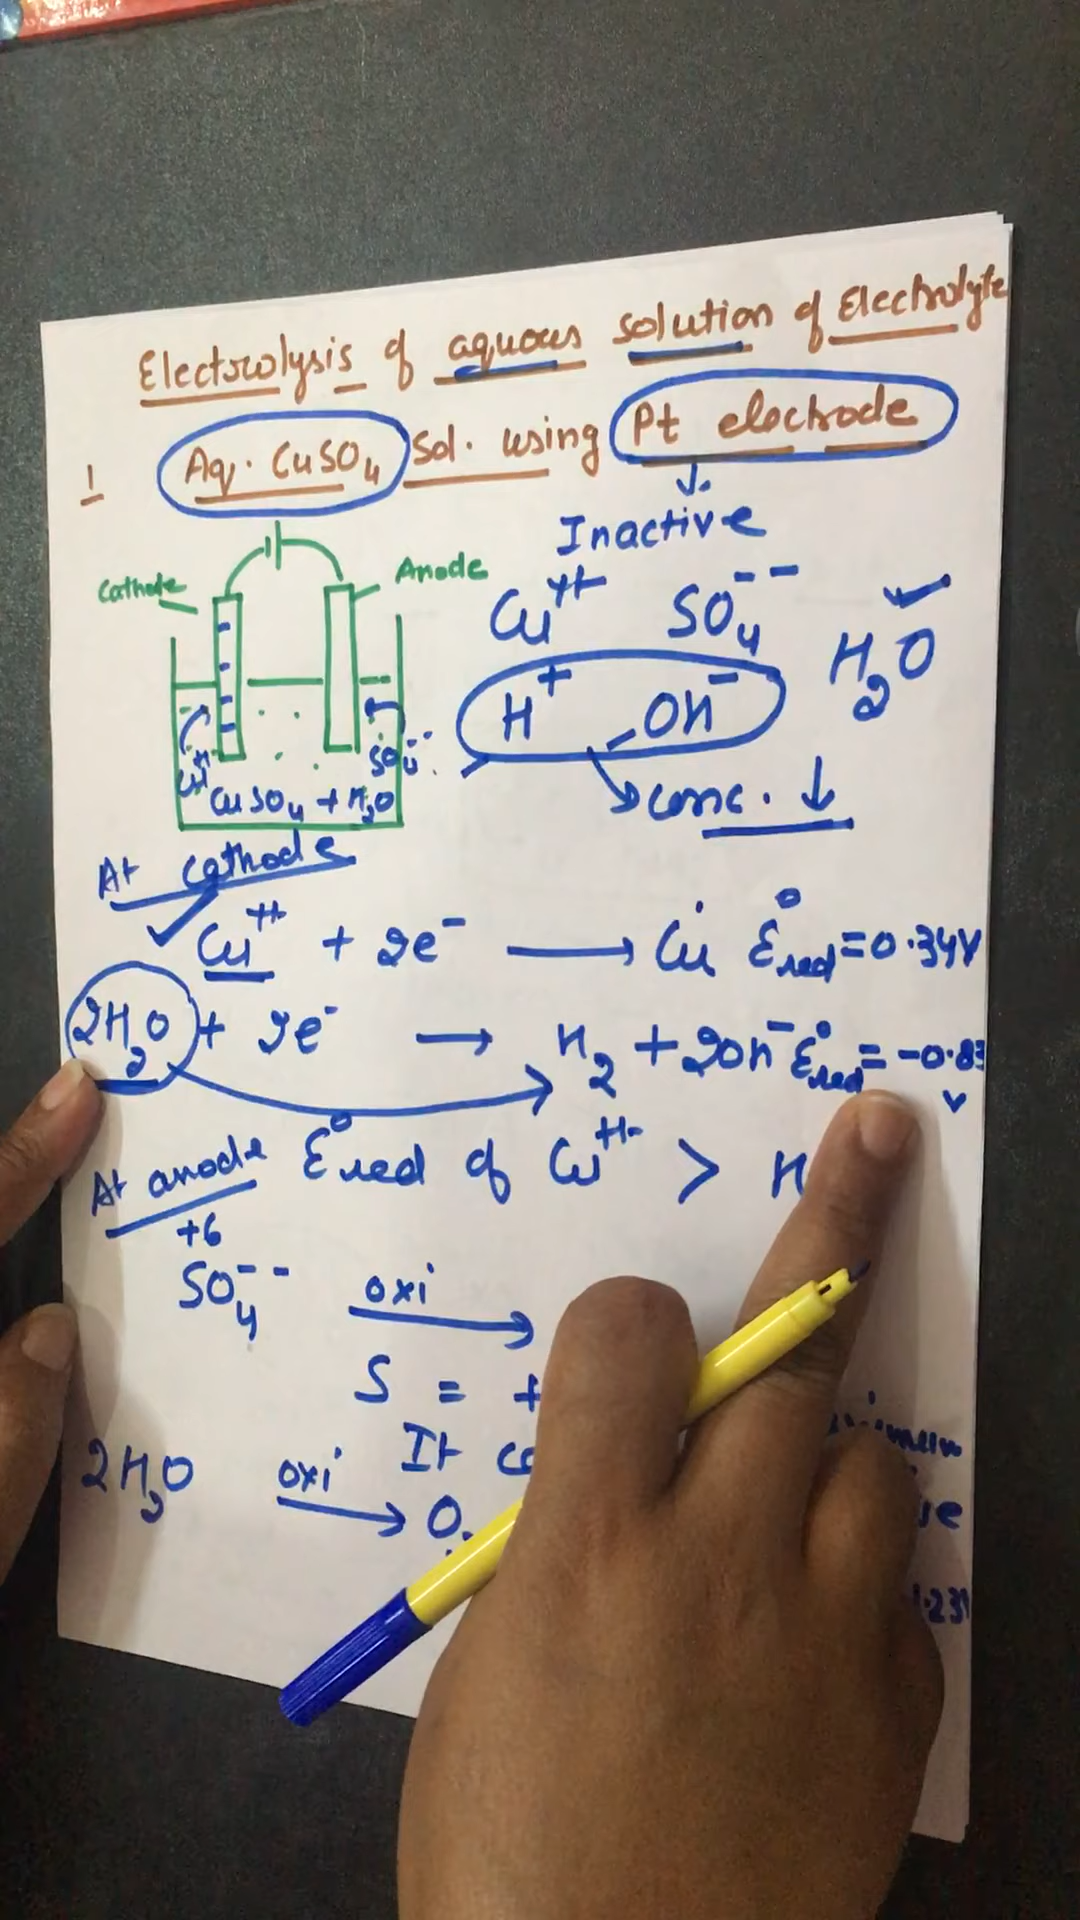 Electrolysis of aquous solution of Electrolyte
1 Aq. CuSO4 Sol. using Pt electrode
Inactive
Cathode
Anode
Cu++ SO4-- H2O
H+ OH-
Cu++
SO4--
CuSO4 + H2O
conc. ↓
At cathode
✓ Cu++ + 2e- → Cu E°red = 0.34V
2H2O + 2e- → H2 + 2OH- E°red = -0.83
v
At anode E°red of Cu++ > H
+6
SO4-- oxi →
S = +
It
2H2O oxi → O